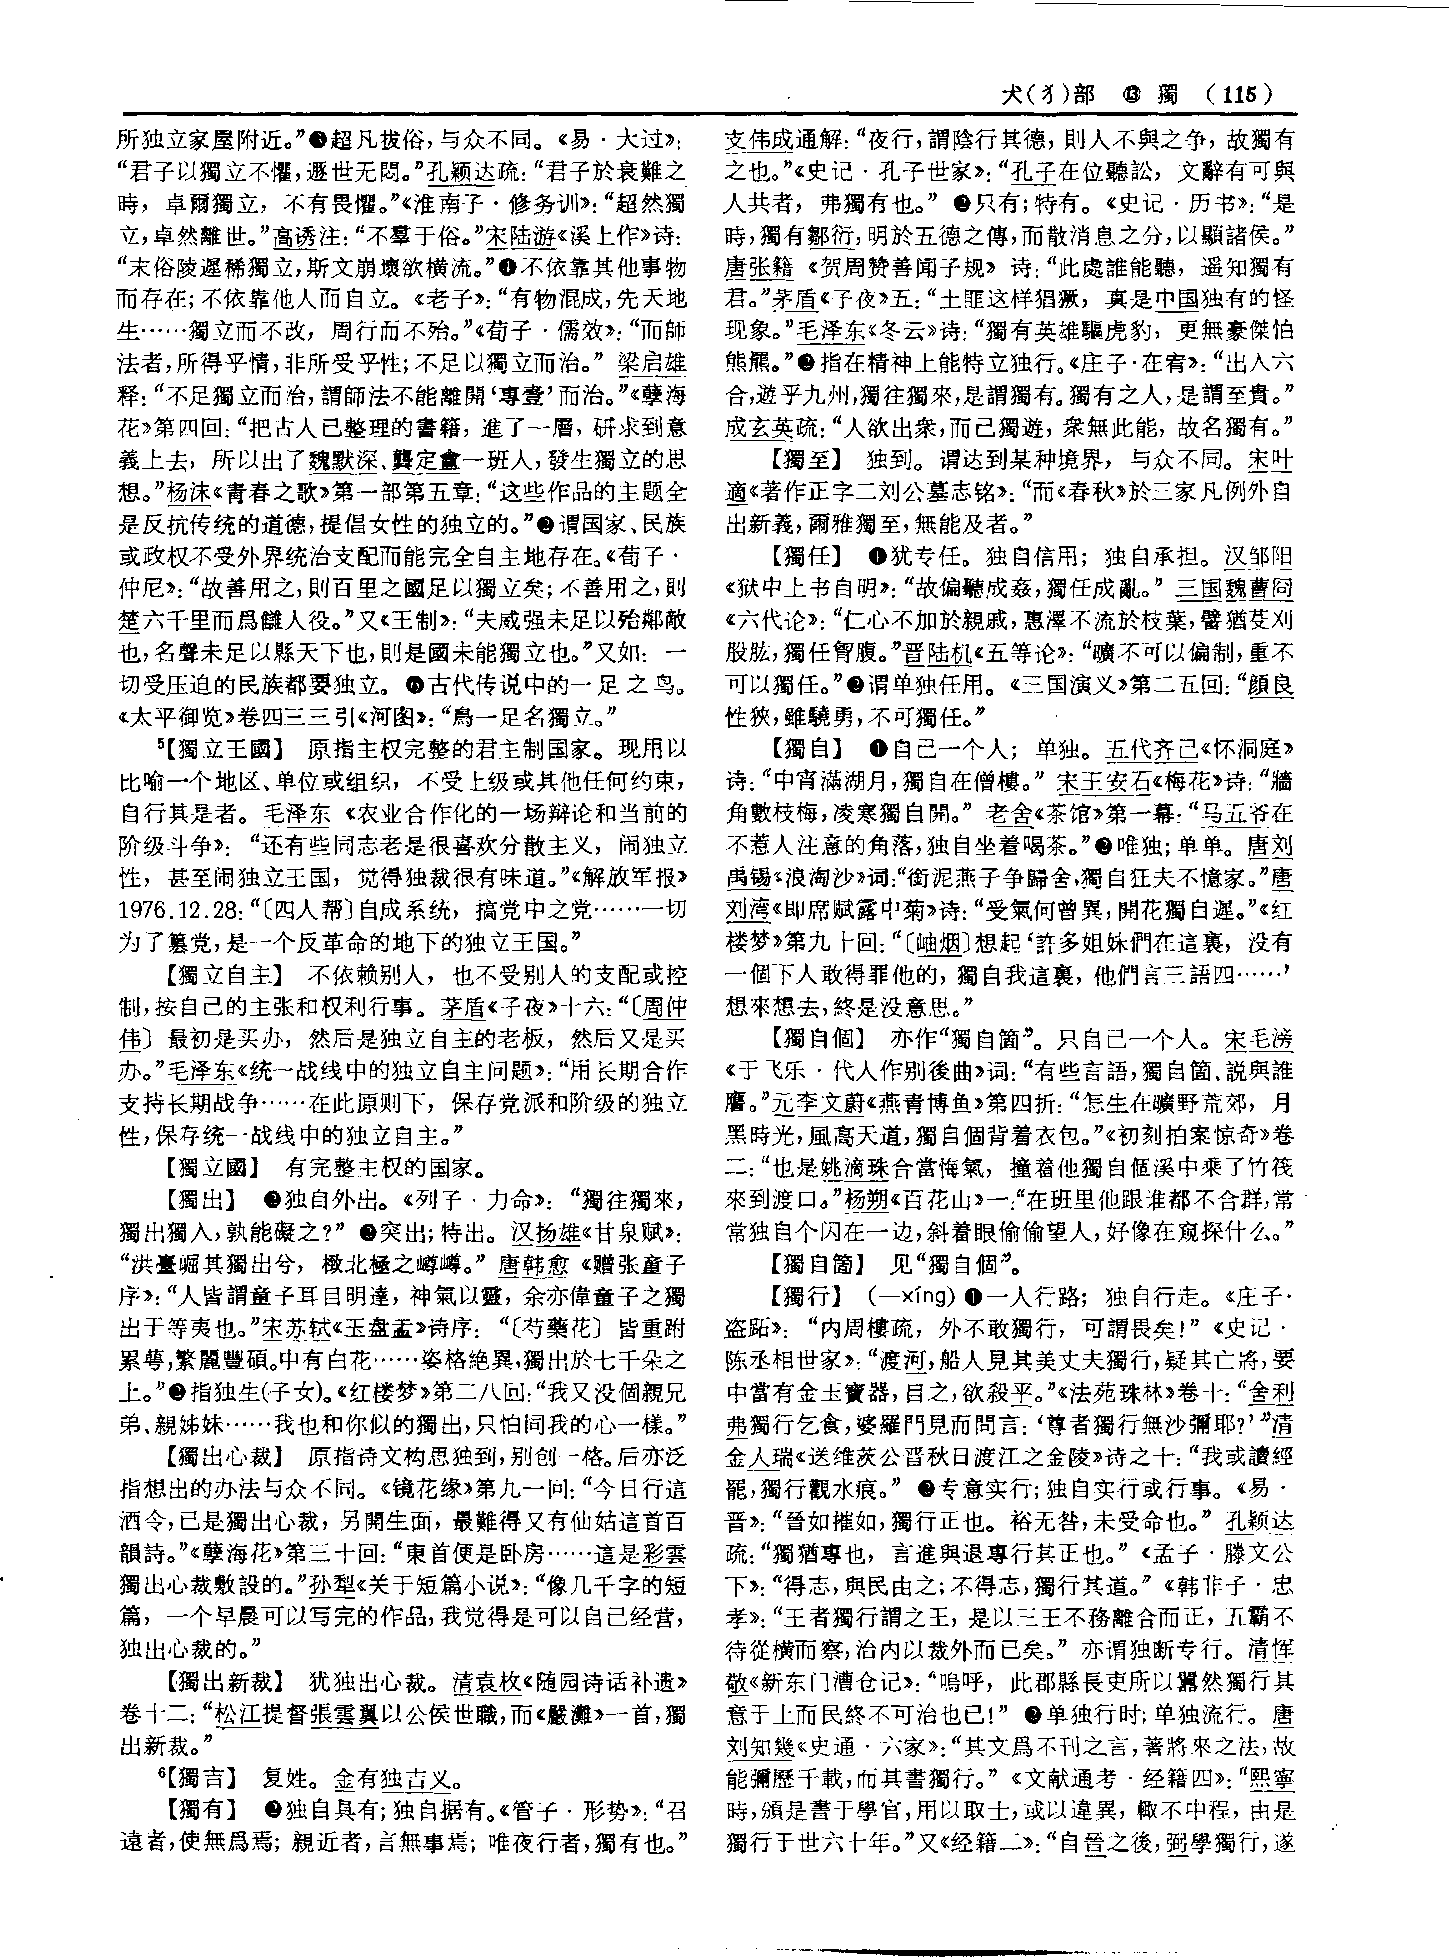 犬(犭)部 ⑬ 獨 (115)
所独立家屋附近。”❸超凡拔俗,与众不同。《易·大过》:
“君子以獨立不懼,遯世无悶。”孔颖达疏:“君子於衰難之
時，卓爾獨立，不有畏懼。”《淮南子·修务训》:“超然獨
立,卓然離世。”高诱注:“不羣于俗。”宋陆游《溪上作》诗:
“末俗陵遲稀獨立,斯文崩壞欲横流。”❹不依靠其他事物
而存在;不依靠他人而自立。《老子》:“有物混成,先天地
生……獨立而不改，周行而不殆。”《荀子·儒效》:“而師
法者,所得乎情,非所受乎性;不足以獨立而治。” 梁启雄
释:“不足獨立而治,謂師法不能離開‘專壹’而治。”《孽海
花》第四回:“把古人已整理的書籍，進了一層，研求到意
義上去，所以出了魏默深、龔定盦一班人,發生獨立的思
想。”杨沫《青春之歌》第一部第五章:“这些作品的主题全
是反抗传统的道德,提倡女性的独立的。”❺谓国家、民族
或政权不受外界统治支配而能完全自主地存在。《荀子·
仲尼》:“故善用之,則百里之國足以獨立矣;不善用之,則
楚六千里而爲讎人役。”又《王制》:“夫威强未足以殆鄰敵
也,名聲未足以縣天下也,則是國未能獨立也。”又如: 一
切受压迫的民族都要独立。 ❻古代传说中的一足之鸟。
《太平御览》卷四三三引《河图》:“鳥一足名獨立。”
⁵【獨立王國】 原指主权完整的君主制国家。现用以
比喻一个地区、单位或组织，不受上级或其他任何约束，
自行其是者。毛泽东《农业合作化的一场辩论和当前的
阶级斗争》: “还有些同志老是很喜欢分散主义，闹独立
性，甚至闹独立王国，觉得独裁很有味道。”《解放军报》
1976.12.28:“〔四人帮〕自成系统，搞党中之党……一切
为了篡党,是一个反革命的地下的独立王国。”
【獨立自主】 不依赖别人，也不受别人的支配或控
制,按自己的主张和权利行事。茅盾《子夜》十六:“〔周仲
伟〕最初是买办，然后是独立自主的老板，然后又是买
办。”毛泽东《统一战线中的独立自主问题》:“用长期合作
支持长期战争……在此原则下，保存党派和阶级的独立
性,保存统一战线中的独立自主。”
【獨立國】 有完整主权的国家。
【獨出】 ❶独自外出。《列子·力命》: “獨往獨來，
獨出獨入,孰能礙之?” ❷突出;特出。汉扬雄《甘泉赋》:
“洪臺崛其獨出兮，㨖北極之嶟嶟。” 唐韩愈《赠张童子
序》:“人皆謂童子耳目明達，神氣以靈，余亦偉童子之獨
出于等夷也。”宋苏轼《玉盘盂》诗序: “〔芍藥花〕皆重跗
累萼,繁麗豐碩。中有白花……姿格絶異,獨出於七千朵之
上。”❸指独生(子女)。《红楼梦》第二八回:“我又没個親兄
弟、親姊妹……我也和你似的獨出,只怕同我的心一樣。”
【獨出心裁】 原指诗文构思独到,别创一格。后亦泛
指想出的办法与众不同。《镜花缘》第九一回:“今日行這
酒令,已是獨出心裁，另開生面，最難得又有仙姑這首百
韻詩。”《孽海花》第三十回:“東首便是卧房……這是彩雲
獨出心裁敷設的。”孙犁《关于短篇小说》:“像几千字的短
篇，一个早晨可以写完的作品,我觉得是可以自己经营，
独出心裁的。”
【獨出新裁】 犹独出心裁。清袁枚《随园诗话补遗》
卷十二:“松江提督張雲翼以公侯世職,而《嚴灘》一首,獨
出新裁。”
⁶【獨吉】 复姓。金有独吉义。
【獨有】 ❶独自具有;独自据有。《管子·形势》:“召
遠者,使無爲焉; 親近者,言無事焉; 唯夜行者,獨有也。”
支伟成通解:“夜行,謂陰行其德，則人不與之争，故獨有
之也。”《史记·孔子世家》:“孔子在位聽訟，文辭有可與
人共者，弗獨有也。” ❷只有;特有。《史记·历书》:“是
時,獨有鄒衍,明於五德之傳,而散消息之分,以顯諸侯。”
唐张籍《贺周赞善闻子规》诗:“此處誰能聽，遥知獨有
君。”茅盾《子夜》五:“土匪这样猖獗，真是中国独有的怪
现象。”毛泽东《冬云》诗:“獨有英雄驅虎豹，更無豪傑怕
熊羆。”❸指在精神上能特立独行。《庄子·在宥》:“出入六
合,遊乎九州,獨往獨來,是謂獨有。獨有之人,是謂至貴。”
成玄英疏:“人欲出衆,而己獨遊，衆無此能，故名獨有。”
【獨至】 独到。谓达到某种境界，与众不同。宋叶
適《著作正字二刘公墓志铭》:“而《春秋》於三家凡例外自
出新義,爾雅獨至,無能及者。”
【獨任】 ❶犹专任。独自信用; 独自承担。汉邹阳
《狱中上书自明》:“故偏聽成姦,獨任成亂。” 三国魏曹冏
《六代论》:“仁心不加於親戚,惠澤不流於枝葉,譬猶芟刈
股肱,獨任胷腹。”晋陆机《五等论》:“曠不可以偏制,重不
可以獨任。”❷谓单独任用。《三国演义》第二五回:“顔良
性狹,雖驍勇,不可獨任。”
【獨自】 ❶自己一个人; 单独。五代齐己《怀洞庭》
诗:“中宵滿湖月,獨自在僧樓。” 宋王安石《梅花》诗:“牆
角數枝梅,凌寒獨自開。” 老舍《茶馆》第一幕:“马五爷在
不惹人注意的角落,独自坐着喝茶。”❷唯独;单单。唐刘
禹锡《浪淘沙》词:“銜泥燕子争歸舍,獨自狂夫不憶家。”唐
刘湾《即席赋露中菊》诗:“受氣何曾異,開花獨自遲。”《红
楼梦》第九十回:“〔岫烟〕想起‘許多姐妹們在這裏，没有
一個下人敢得罪他的，獨自我這裏，他們言三語四……’
想來想去,終是没意思。”
【獨自個】 亦作“獨自箇”。只自己一个人。宋毛滂
《于飞乐·代人作别後曲》词:“有些言語,獨自箇、説與誰
譍。”元李文蔚《燕青博鱼》第四折:“怎生在曠野荒郊，月
黑時光,風高天道,獨自個背着衣包。”《初刻拍案惊奇》卷
二:“也是姚滴珠合當悔氣，撞着他獨自個溪中乘了竹筏
來到渡口。”杨朔《百花山》一:“在班里他跟谁都不合群,常
常独自个闪在一边,斜着眼偷偷望人,好像在窥探什么。”
【獨自箇】 见“獨自個”。
【獨行】 (—xíng) ❶一人行路; 独自行走。《庄子·
盗跖》: “内周樓疏，外不敢獨行，可謂畏矣!”《史记·
陈丞相世家》:“渡河,船人見其美丈夫獨行,疑其亡將,要
中當有金玉寶器,目之,欲殺平。”《法苑珠林》卷十:“舍利
弗獨行乞食,婆羅門見而問言:‘尊者獨行無沙彌耶?’”清
金人瑞《送维茨公晋秋日渡江之金陵》诗之十:“我或讀經
罷,獨行觀水痕。” ❷专意实行;独自实行或行事。《易·
晋》:“晉如摧如,獨行正也。裕无咎,未受命也。” 孔颖达
疏:“獨猶專也，言進與退專行其正也。”《孟子·滕文公
下》:“得志,與民由之;不得志,獨行其道。”《韩非子·忠
孝》:“王者獨行謂之王，是以三王不務離合而正，五霸不
待從横而察,治内以裁外而已矣。” 亦谓独断专行。清恽
敬《新东门漕仓记》:“嗚呼，此郡縣長吏所以嚣然獨行其
意于上而民終不可治也已!” ❸单独行时;单独流行。唐
刘知幾《史通·六家》:“其文爲不刊之言,著將來之法,故
能彌歷千載,而其書獨行。”《文献通考·经籍四》:“熙寧
時,頒是書于學官,用以取士,或以違異，輒不中程，由是
獨行于世六十年。”又《经籍二》:“自晉之後,弼學獨行,遂